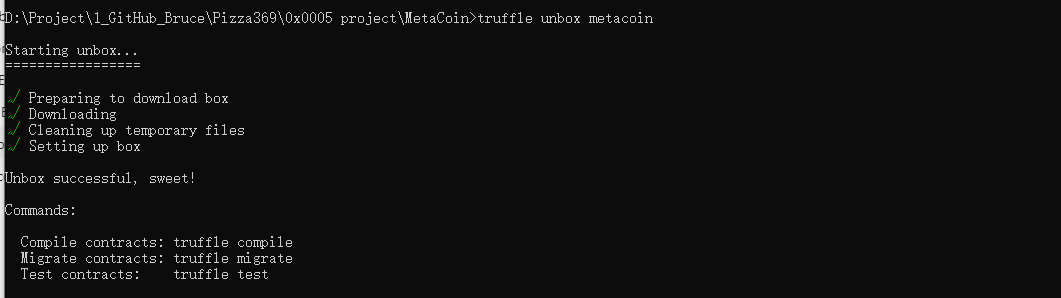 D:\Project\1_GitHub_Bruce\Pizza369\0x0005 project\MetaCoin>truffle unbox metacoin
Starting unbox...
=================
√ Preparing to download box
√ Downloading
√ Cleaning up temporary files
√ Setting up box
Unbox successful, sweet!
Commands:
Compile contracts: truffle compile
Migrate contracts: truffle migrate
Test contracts:    truffle test